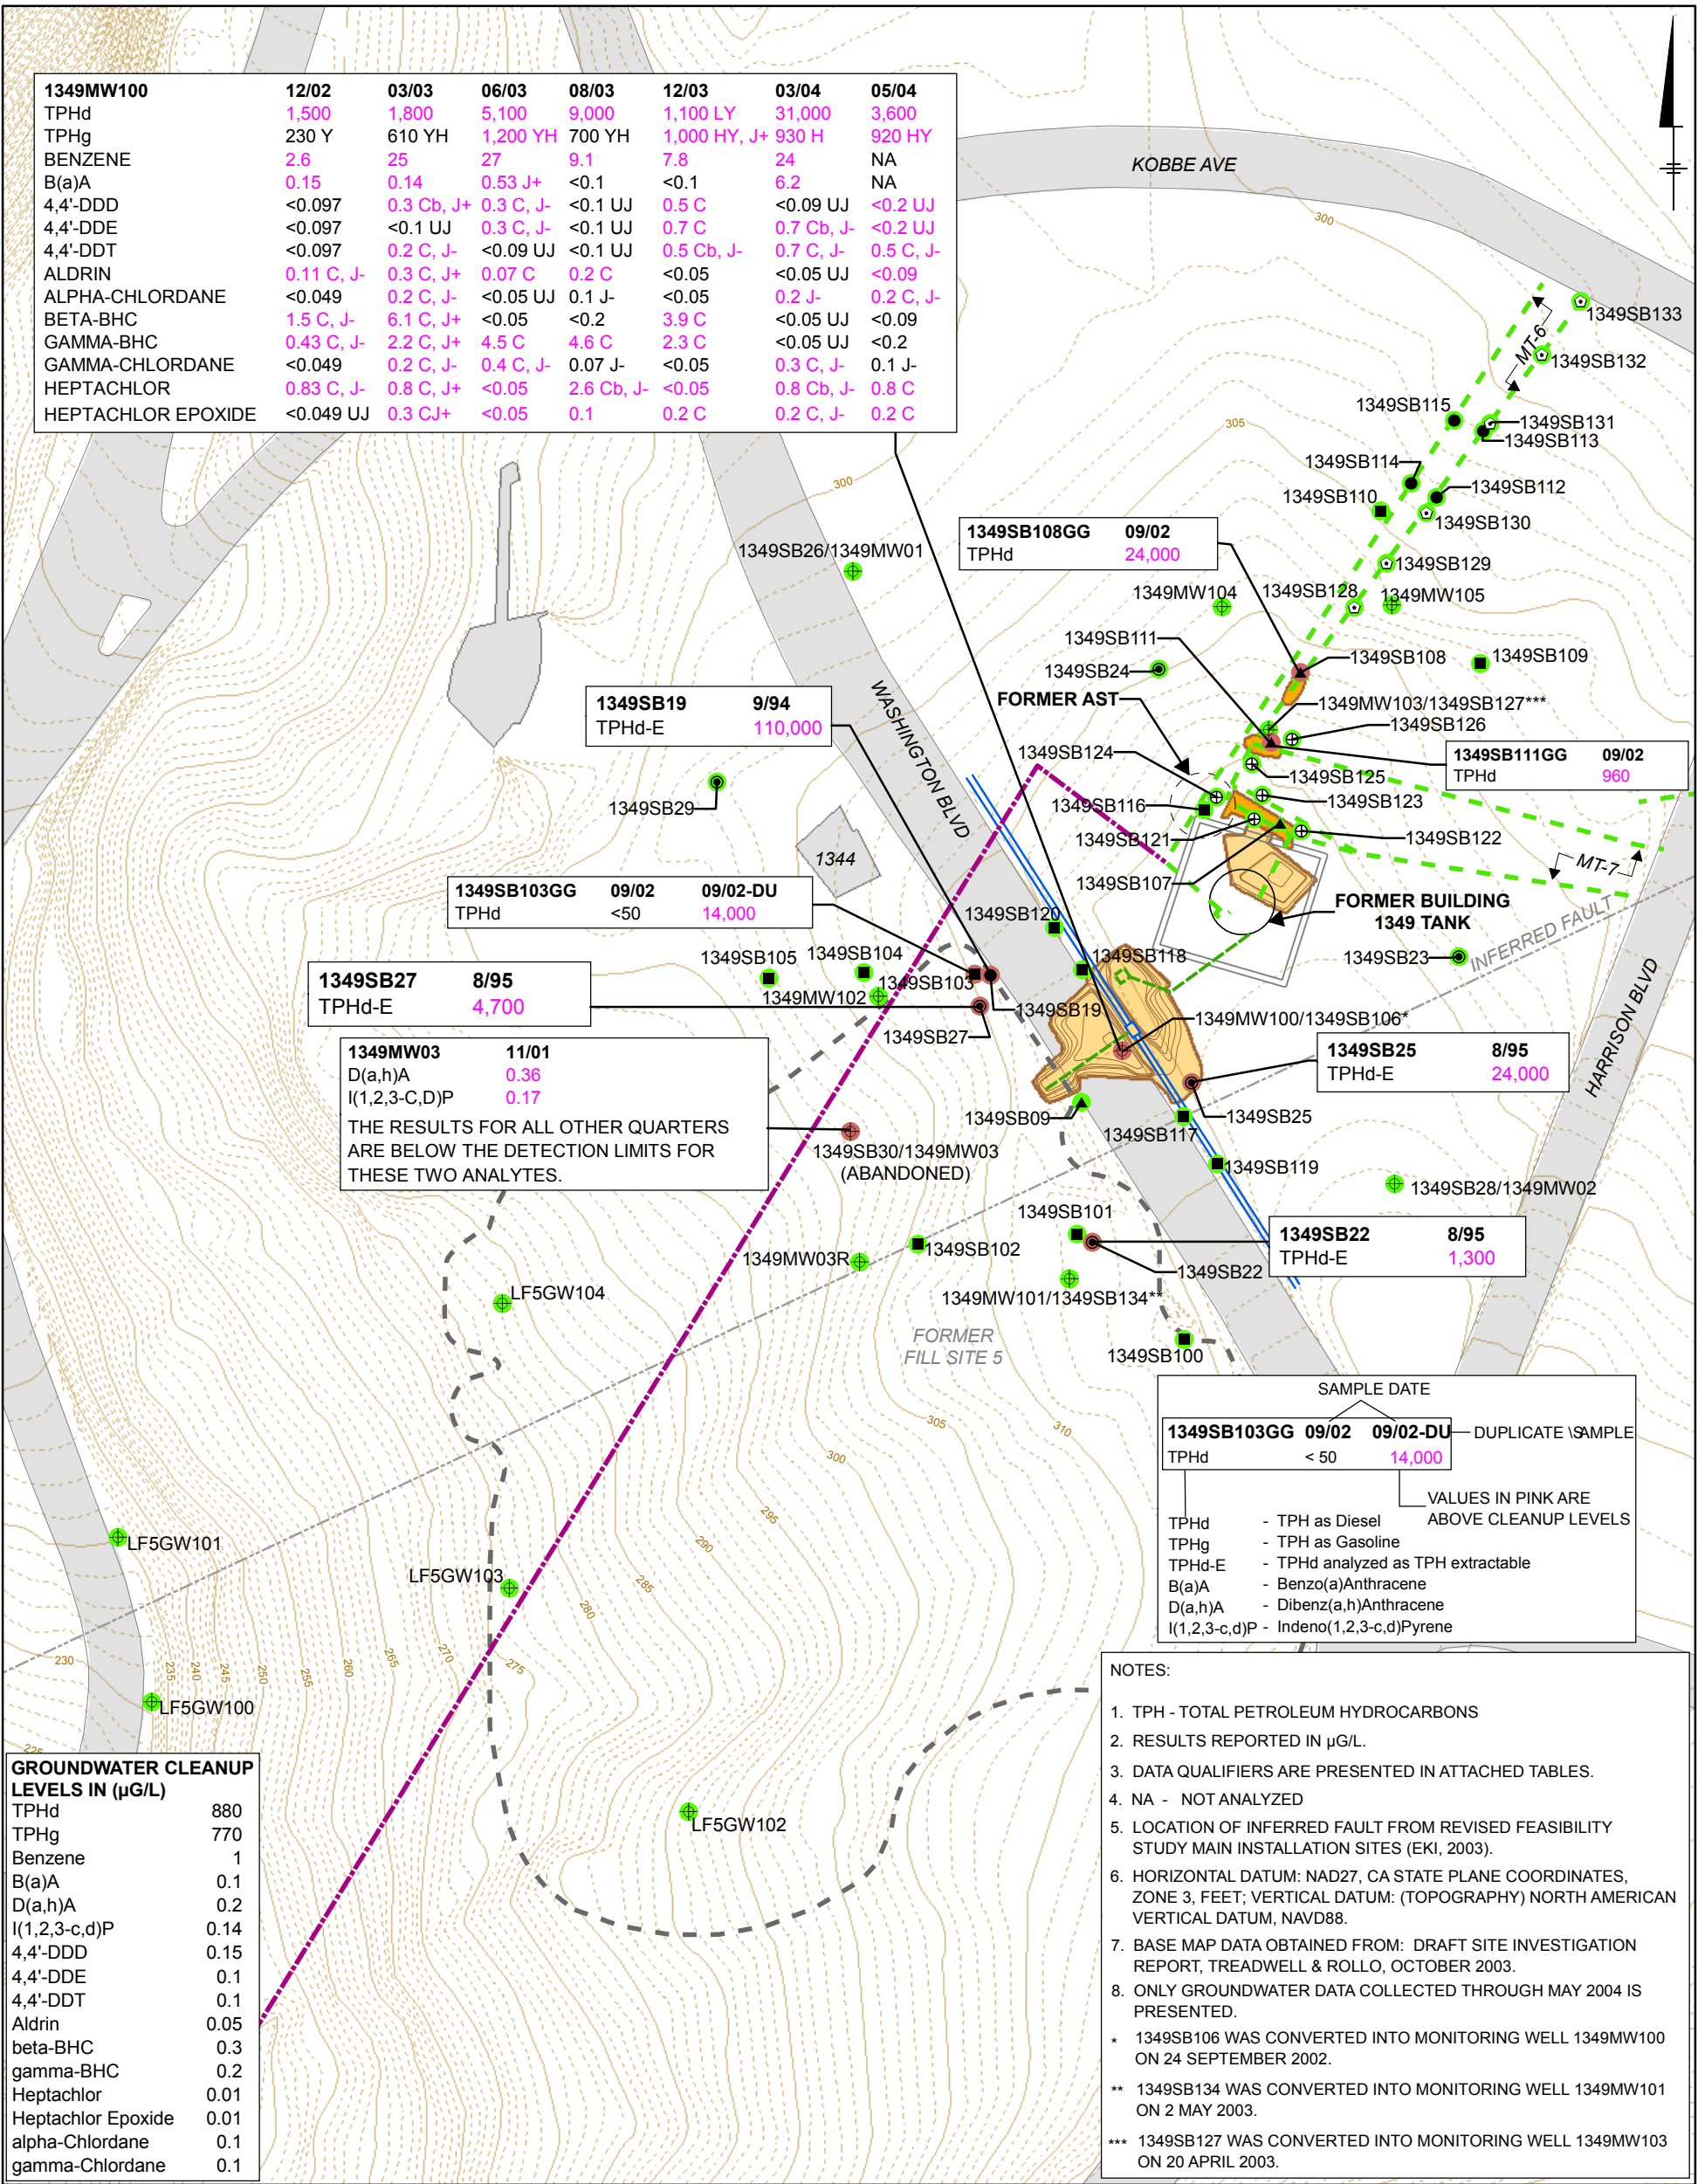 1349MW100 12/02 03/03 06/03 08/03 12/03 03/04 05/04
TPHd 1,500 1,800 5,100 9,000 1,100 LY 31,000 3,600
TPHg 230 Y 610 YH 1,200 YH 700 YH 1,000 HY, J+ 930 H 920 HY
BENZENE 2.6 25 27 9.1 7.8 24 NA
B(a)A 0.15 0.14 0.53 J+ <0.1 <0.1 6.2 NA
4,4'-DDD <0.097 0.3 Cb, J+ 0.3 C, J- <0.1 UJ 0.5 C <0.09 UJ <0.2 UJ
4,4'-DDE <0.097 <0.1 UJ 0.3 C, J- <0.1 UJ 0.7 C 0.7 Cb, J- <0.2 UJ
4,4'-DDT <0.097 0.2 C, J- <0.09 UJ <0.1 UJ 0.5 Cb, J- 0.7 C, J- 0.5 C, J-
ALDRIN 0.11 C, J- 0.3 C, J+ 0.07 C 0.2 C <0.05 <0.05 UJ <0.09
ALPHA-CHLORDANE <0.049 0.2 C, J- <0.05 UJ 0.1 J- <0.05 0.2 J- 0.2 C, J-
BETA-BHC 1.5 C, J- 6.1 C, J+ <0.05 <0.2 3.9 C <0.05 UJ <0.09
GAMMA-BHC 0.43 C, J- 2.2 C, J+ 4.5 C 4.6 C 2.3 C <0.05 UJ <0.2
GAMMA-CHLORDANE <0.049 0.2 C, J- 0.4 C, J- 0.07 J- <0.05 0.3 C, J- 0.1 J-
HEPTACHLOR 0.83 C, J- 0.8 C, J+ <0.05 2.6 Cb, J- <0.05 0.8 Cb, J- 0.8 C
HEPTACHLOR EPOXIDE <0.049 UJ 0.3 CJ+ <0.05 0.1 0.2 C 0.2 C, J- 0.2 C
KOBBE AVE
300
1349SB133
MT-6
1349SB132
1349SB115
305
1349SB131
1349SB113
1349SB114
300
1349SB110
1349SB112
1349SB130
1349SB108GG 09/02
TPHd 24,000
1349SB26/1349MW01
1349SB129
1349MW104
1349SB128
1349MW105
1349SB111
1349SB108
1349SB109
1349SB24
FORMER AST
1349MW103/1349SB127***
1349SB19 9/94
TPHd-E 110,000
WASHINGTON BLVD
1349SB126
1349SB124
1349SB111GG 09/02
TPHd 960
1349SB125
1349SB29
1349SB116
1349SB123
1349SB121
1349SB122
1344
MT-7
1349SB107
1349SB103GG 09/02 09/02-DU
TPHd <50 14,000
FORMER BUILDING
1349 TANK
1349SB120
INFERRED FAULT
1349SB23
1349SB105
1349SB104
1349SB118
1349SB103
1349SB27 8/95
TPHd-E 4,700
1349MW102
1349SB19
1349MW100/1349SB106*
1349SB27
HARRISON BLVD
1349MW03 11/01
D(a,h)A 0.36
I(1,2,3-C,D)P 0.17
THE RESULTS FOR ALL OTHER QUARTERS
ARE BELOW THE DETECTION LIMITS FOR
THESE TWO ANALYTES.
1349SB25 8/95
TPHd-E 24,000
1349SB09
1349SB25
1349SB117
1349SB30/1349MW03
(ABANDONED)
1349SB119
1349SB28/1349MW02
1349SB101
1349SB22 8/95
TPHd-E 1,300
1349SB102
1349MW03R
1349SB22
1349MW101/1349SB134**
LF5GW104
FORMER
FILL SITE 5
1349SB100
SAMPLE DATE
1349SB103GG 09/02 09/02-DU DUPLICATE \SAMPLE
TPHd < 50 14,000
VALUES IN PINK ARE
ABOVE CLEANUP LEVELS
TPHd - TPH as Diesel
TPHg - TPH as Gasoline
TPHd-E - TPHd analyzed as TPH extractable
B(a)A - Benzo(a)Anthracene
D(a,h)A - Dibenz(a,h)Anthracene
I(1,2,3-c,d)P - Indeno(1,2,3-c,d)Pyrene
305
310
300
295
290
285
280
275
270
265
260
255
250
245
240
235
230
225
LF5GW101
LF5GW103
LF5GW100
LF5GW102
GROUNDWATER CLEANUP
LEVELS IN (µG/L)
TPHd 880
TPHg 770
Benzene 1
B(a)A 0.1
D(a,h)A 0.2
I(1,2,3-c,d)P 0.14
4,4'-DDD 0.15
4,4'-DDE 0.1
4,4'-DDT 0.1
Aldrin 0.05
beta-BHC 0.3
gamma-BHC 0.2
Heptachlor 0.01
Heptachlor Epoxide 0.01
alpha-Chlordane 0.1
gamma-Chlordane 0.1
NOTES:
1. TPH - TOTAL PETROLEUM HYDROCARBONS
2. RESULTS REPORTED IN µG/L.
3. DATA QUALIFIERS ARE PRESENTED IN ATTACHED TABLES.
4. NA - NOT ANALYZED
5. LOCATION OF INFERRED FAULT FROM REVISED FEASIBILITY
STUDY MAIN INSTALLATION SITES (EKI, 2003).
6. HORIZONTAL DATUM: NAD27, CA STATE PLANE COORDINATES,
ZONE 3, FEET; VERTICAL DATUM: (TOPOGRAPHY) NORTH AMERICAN
VERTICAL DATUM, NAVD88.
7. BASE MAP DATA OBTAINED FROM: DRAFT SITE INVESTIGATION
REPORT, TREADWELL & ROLLO, OCTOBER 2003.
8. ONLY GROUNDWATER DATA COLLECTED THROUGH MAY 2004 IS
PRESENTED.
* 1349SB106 WAS CONVERTED INTO MONITORING WELL 1349MW100
ON 24 SEPTEMBER 2002.
** 1349SB134 WAS CONVERTED INTO MONITORING WELL 1349MW101
ON 2 MAY 2003.
*** 1349SB127 WAS CONVERTED INTO MONITORING WELL 1349MW103
ON 20 APRIL 2003.